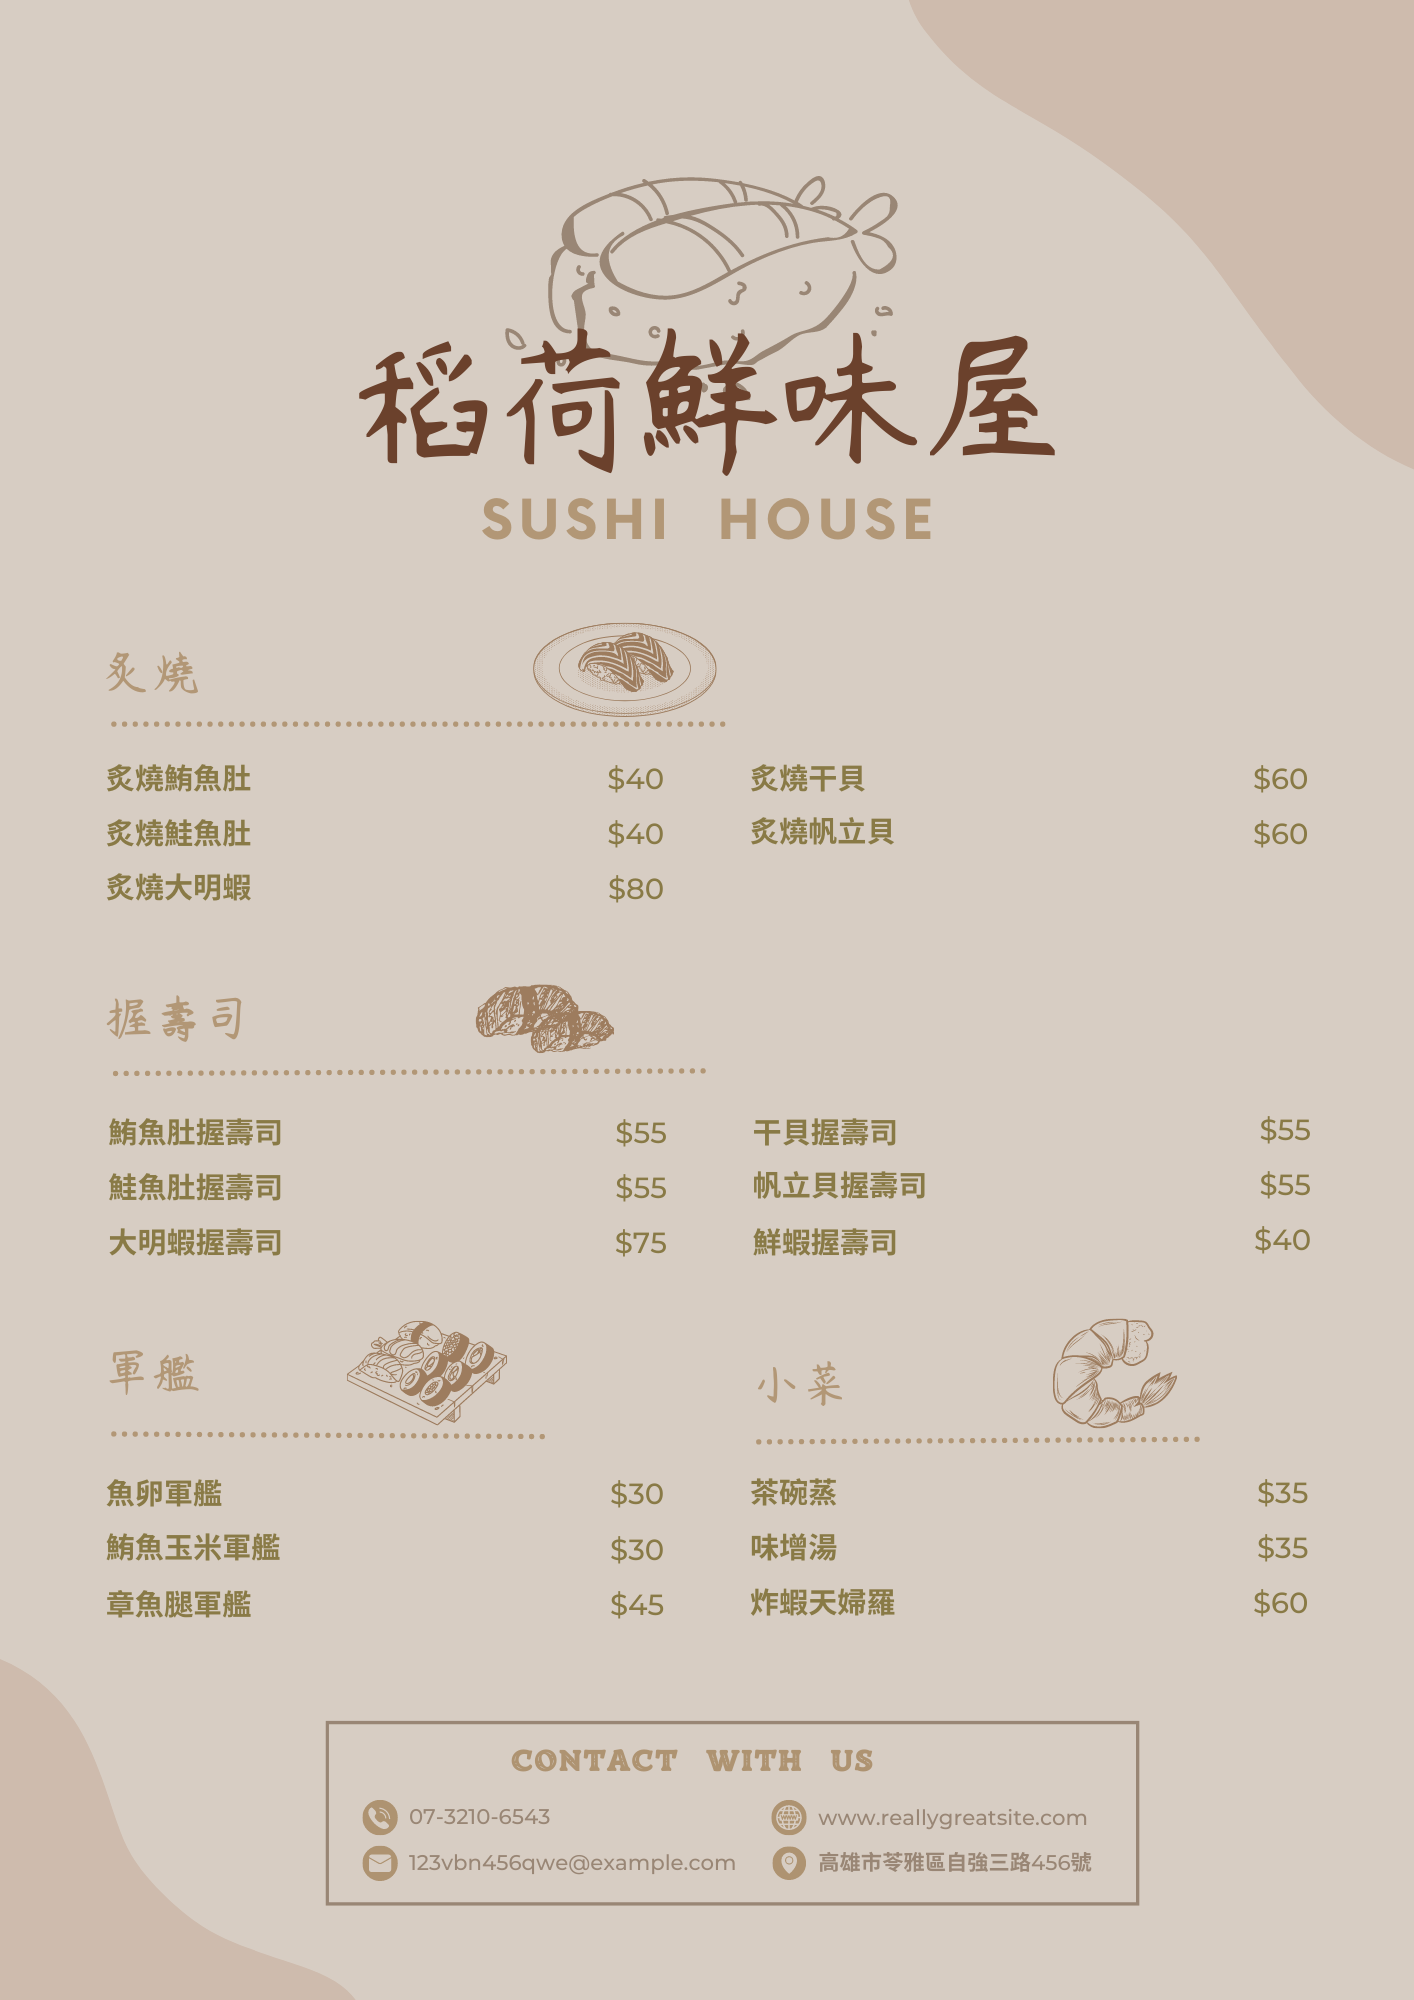 稻荷鮮味屋
SUSHI HOUSE
炙燒
炙燒鮪魚肚 $40
炙燒鮭魚肚 $40
炙燒大明蝦 $80
炙燒干貝 $60
炙燒帆立貝 $60
握壽司
鮪魚肚握壽司 $55
鮭魚肚握壽司 $55
大明蝦握壽司 $75
干貝握壽司 $55
帆立貝握壽司 $55
鮮蝦握壽司 $40
軍艦
魚卵軍艦 $30
鮪魚玉米軍艦 $30
章魚腿軍艦 $45
小菜
茶碗蒸 $35
味增湯 $35
炸蝦天婦羅 $60
CONTACT WITH US
07-3210-6543
www.reallygreatsite.com
123vbn456qwe@example.com
高雄市苓雅區自強三路456號